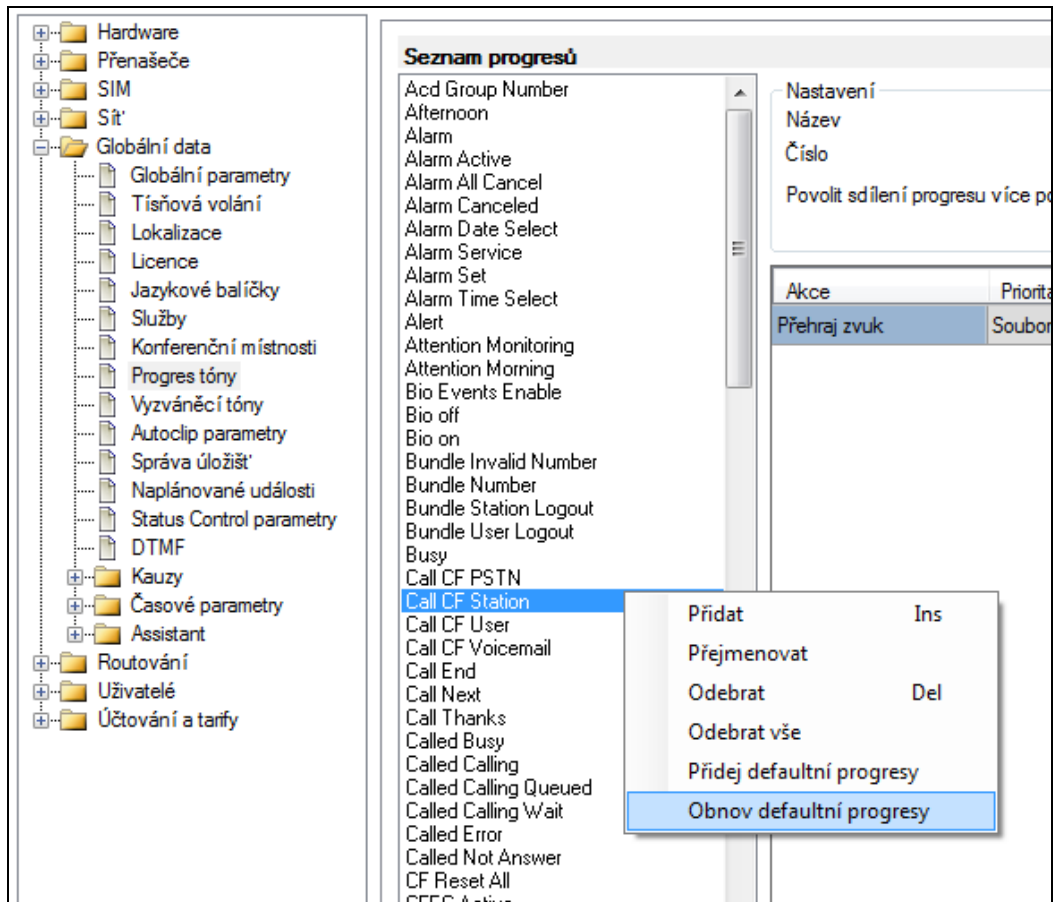 Hardware
Přenašeče
SIM
Síť
Globální data
Globální parametry
Tísňová volání
Lokalizace
Licence
Jazykové balíčky
Služby
Konferenční místnosti
Progres tóny
Vyzváněcí tóny
Autoclip parametry
Správa úložišť
Naplánované události
Status Control parametry
DTMF
Kauzy
Časové parametry
Assistant
Routování
Uživatelé
Účtování a tarify
Seznam progresů
Acd Group Number
Afternoon
Alarm
Alarm Active
Alarm All Cancel
Alarm Canceled
Alarm Date Select
Alarm Service
Alarm Set
Alarm Time Select
Alert
Attention Monitoring
Attention Morning
Bio Events Enable
Bio off
Bio on
Bundle Invalid Number
Bundle Number
Bundle Station Logout
Bundle User Logout
Busy
Call CF PSTN
Call CF Station
Call CF User
Call CF Voicemail
Call End
Call Next
Call Thanks
Called Busy
Called Calling
Called Calling Queued
Called Calling Wait
Called Error
Called Not Answer
CF Reset All
Nastavení
Název
Číslo
Povolit sdílení progresu více po
Akce Priorita
Přehraj zvuk Soubor
Přidat Ins
Přejmenovat
Odebrat Del
Odebrat vše
Přidej defaultní progresy
Obnov defaultní progresy